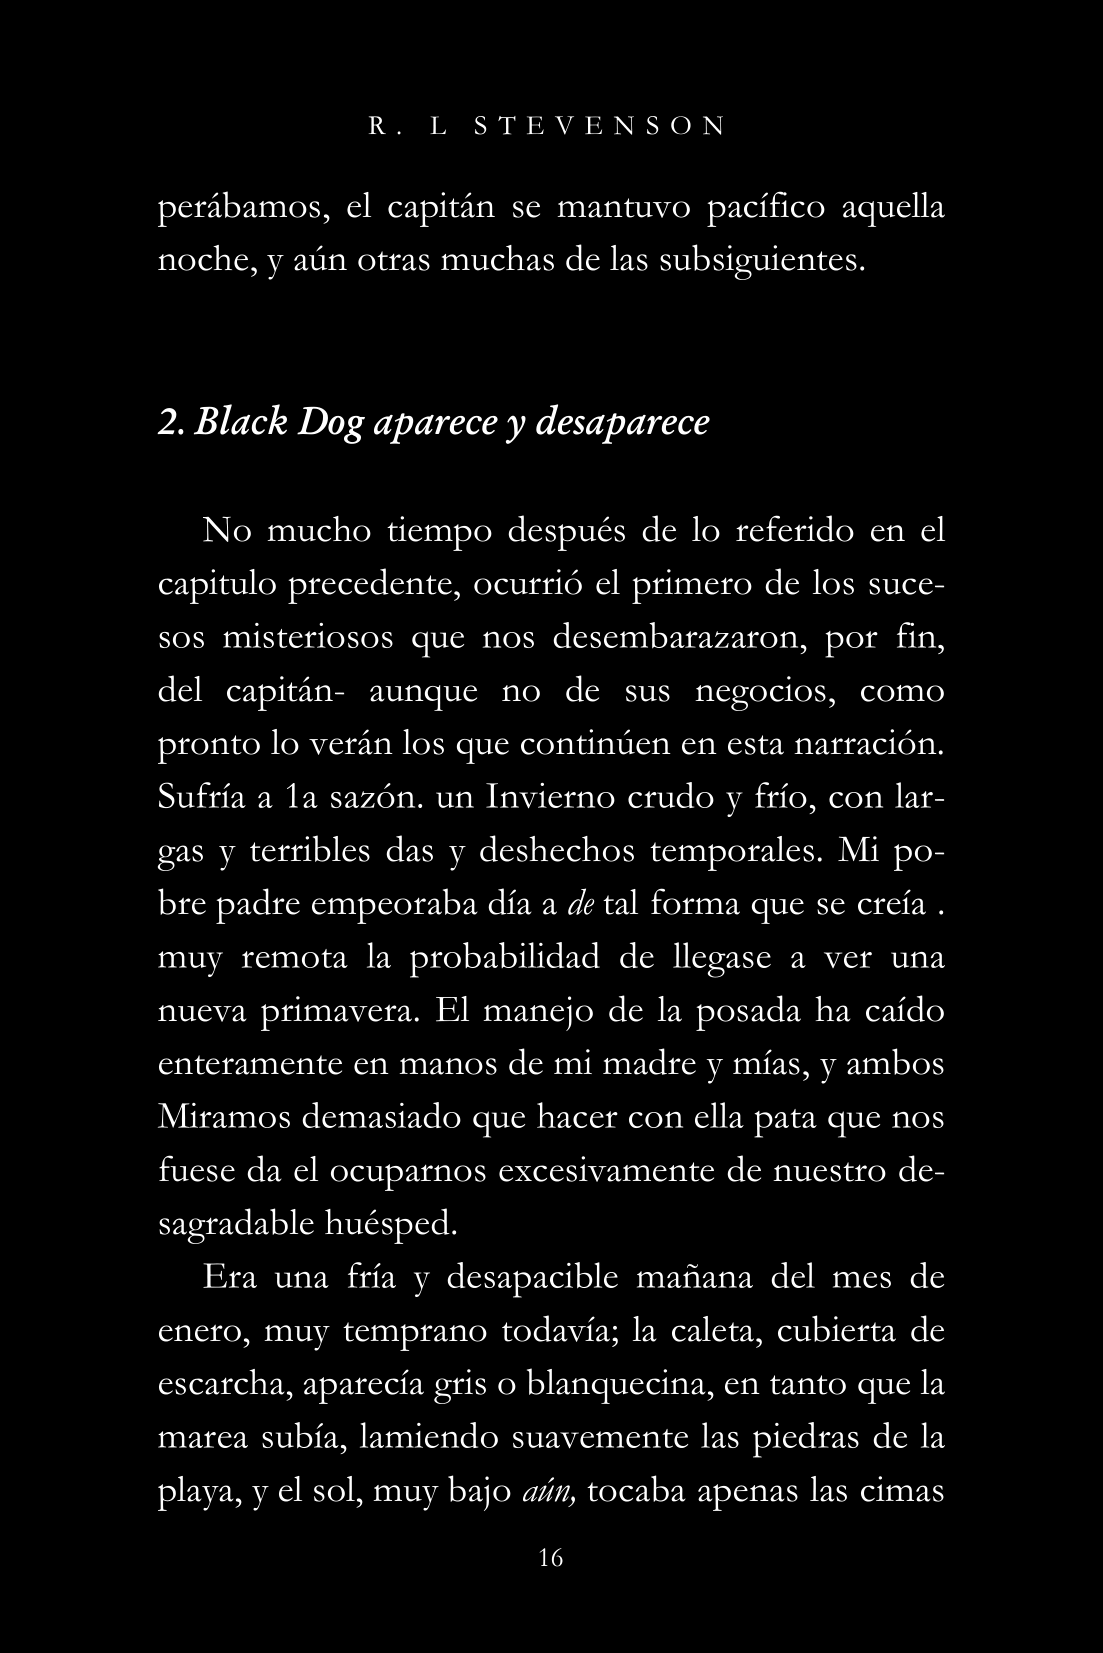 R. L STEVENSON
perábamos, el capitán se mantuvo pacífico aquella
noche, y aún otras muchas de las subsiguientes.
2. Black Dog aparece y desaparece
No mucho tiempo después de lo referido en el
capitulo precedente, ocurrió el primero de los suce-
sos misteriosos que nos desembarazaron, por fin,
del capitán- aunque no de sus negocios, como
pronto lo verán los que continúen en esta narración.
Sufría a 1a sazón. un Invierno crudo y frío, con lar-
gas y terribles das y deshechos temporales. Mi po-
bre padre empeoraba día a de tal forma que se creía .
muy remota la probabilidad de llegase a ver una
nueva primavera. El manejo de la posada ha caído
enteramente en manos de mi madre y mías, y ambos
Miramos demasiado que hacer con ella pata que nos
fuese da el ocuparnos excesivamente de nuestro de-
sagradable huésped.
Era una fría y desapacible mañana del mes de
enero, muy temprano todavía; la caleta, cubierta de
escarcha, aparecía gris o blanquecina, en tanto que la
marea subía, lamiendo suavemente las piedras de la
playa, y el sol, muy bajo aún, tocaba apenas las cimas
16